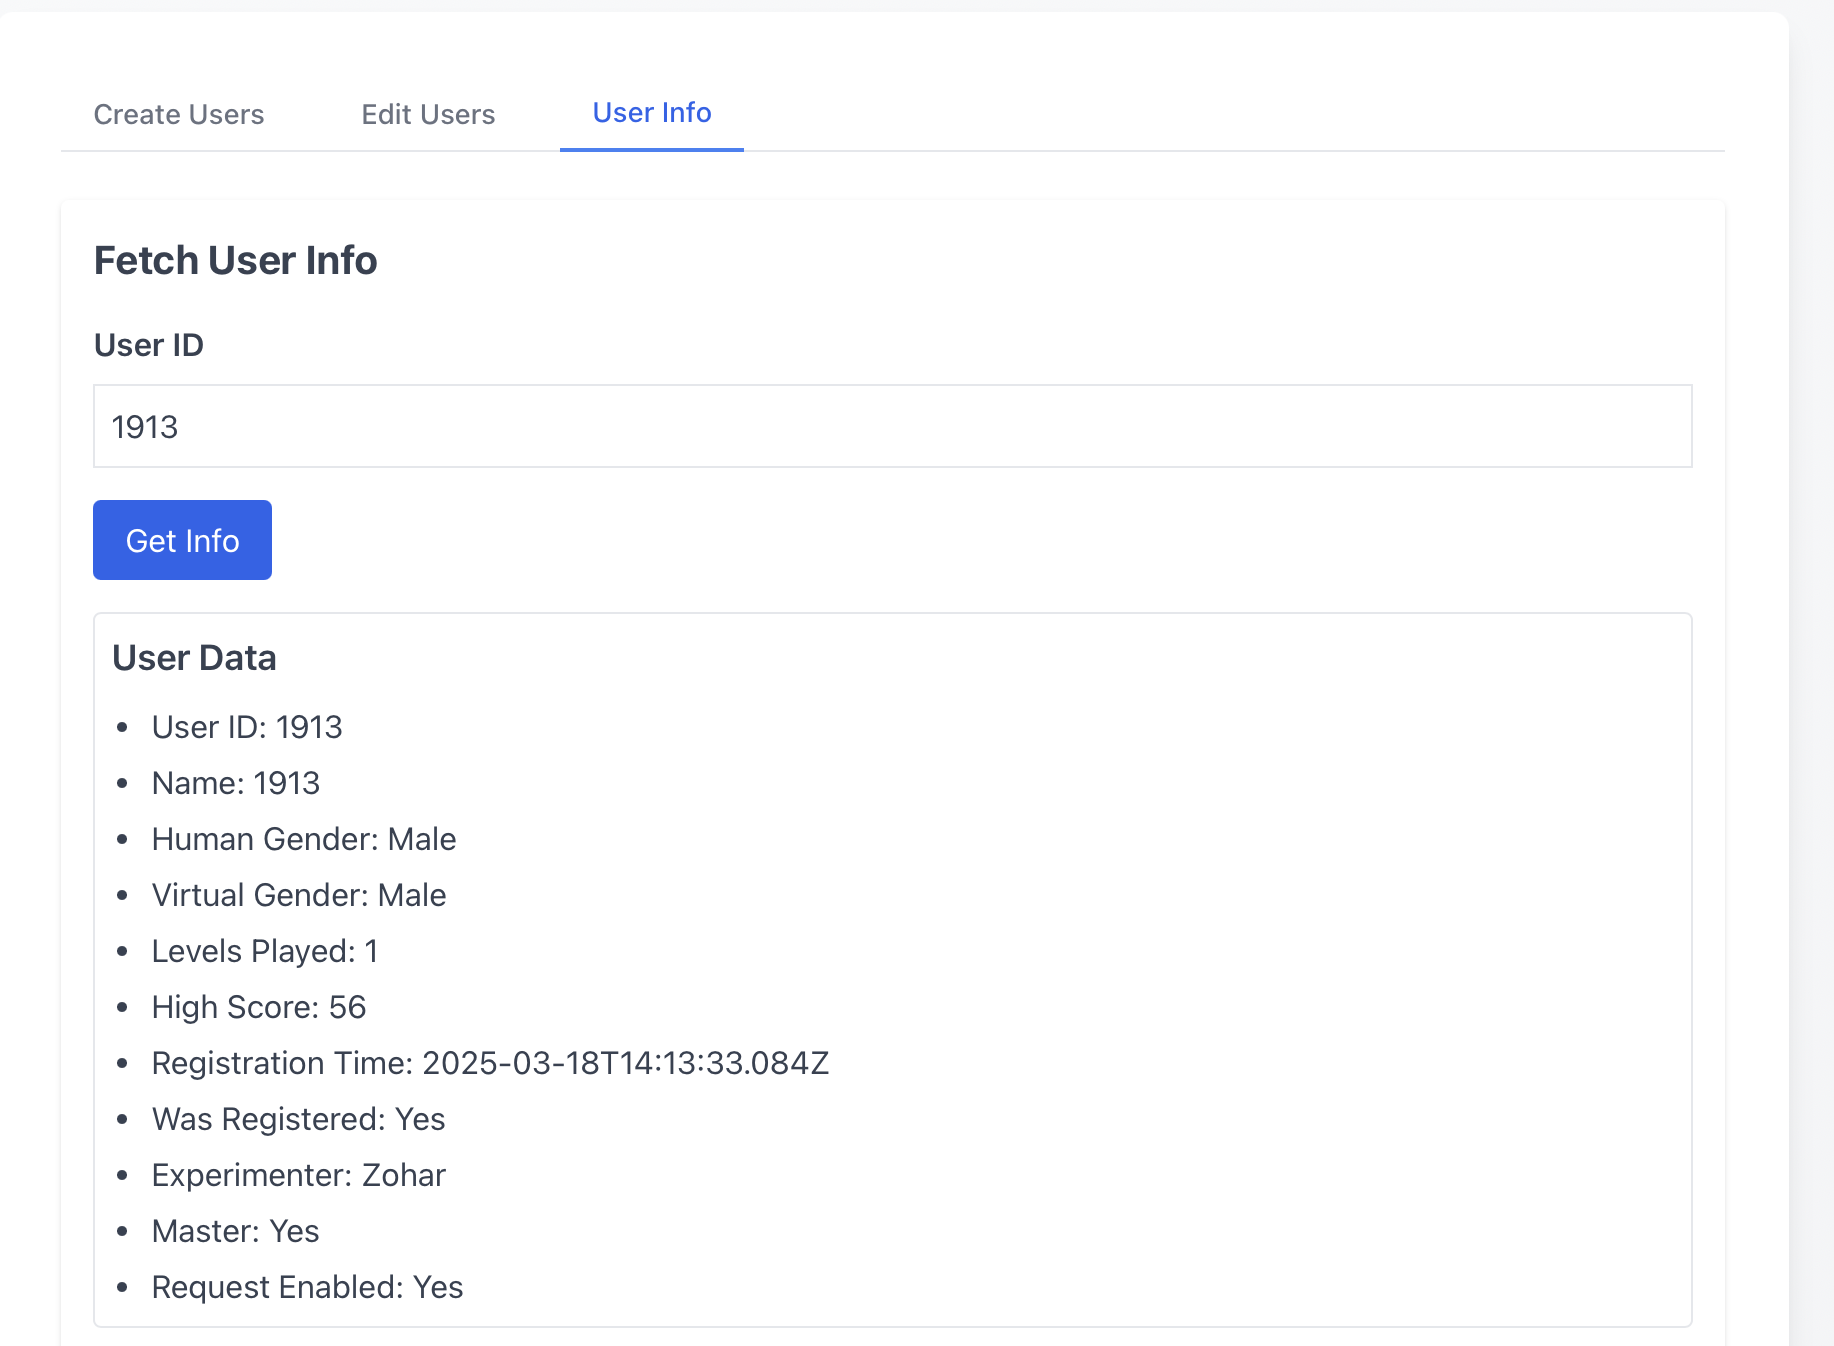 Create Users
Edit Users
User Info
Fetch User Info
User ID
1913
Get Info
User Data
• User ID: 1913
• Name: 1913
• Human Gender: Male
• Virtual Gender: Male
• Levels Played: 1
• High Score: 56
• Registration Time: 2025-03-18T14:13:33.084Z
• Was Registered: Yes
• Experimenter: Zohar
• Master: Yes
• Request Enabled: Yes